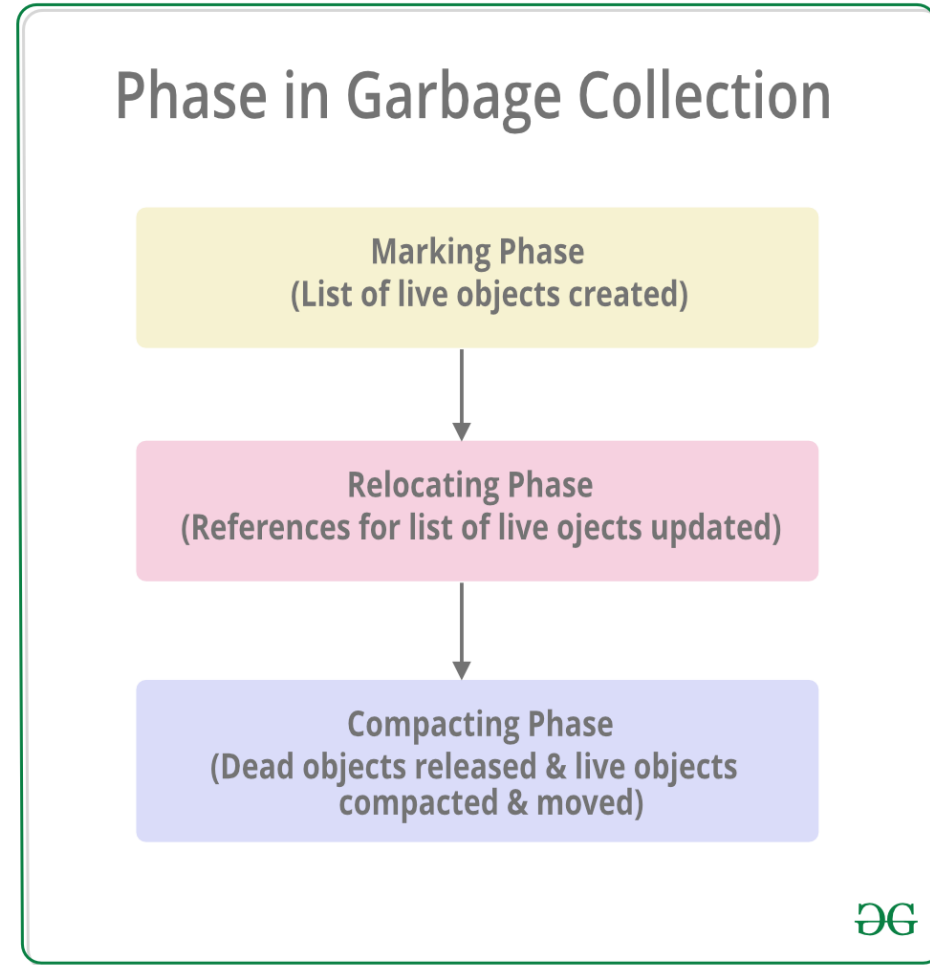 Phase in Garbage Collection
Marking Phase
(List of live objects created)
Relocating Phase
(References for list of live ojects updated)
Compacting Phase
(Dead objects released & live objects
compacted & moved)